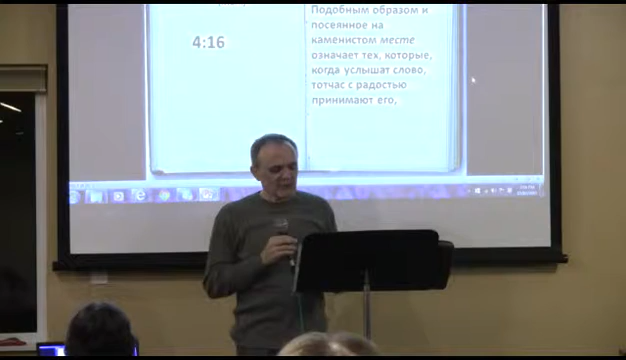 4:16
Подобным образом и
посеянное на
каменистом месте
означает тех, которые,
когда услышат слово,
тотчас с радостью
принимают его,